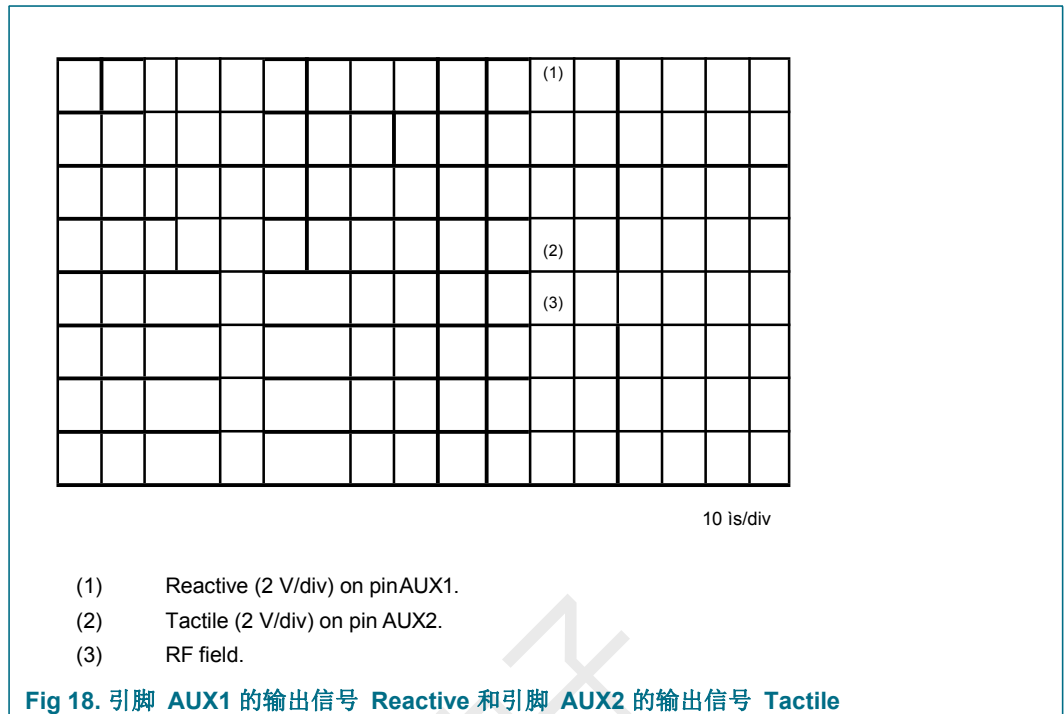 (1)
(2)
(3)
10 ìs/div
(1) Reactive (2 V/div) on pinAUX1.
(2) Tactile (2 V/div) on pin AUX2.
(3) RF field.
Fig 18. 引脚 AUX1 的输出信号 Reactive 和引脚 AUX2 的输出信号 Tactile